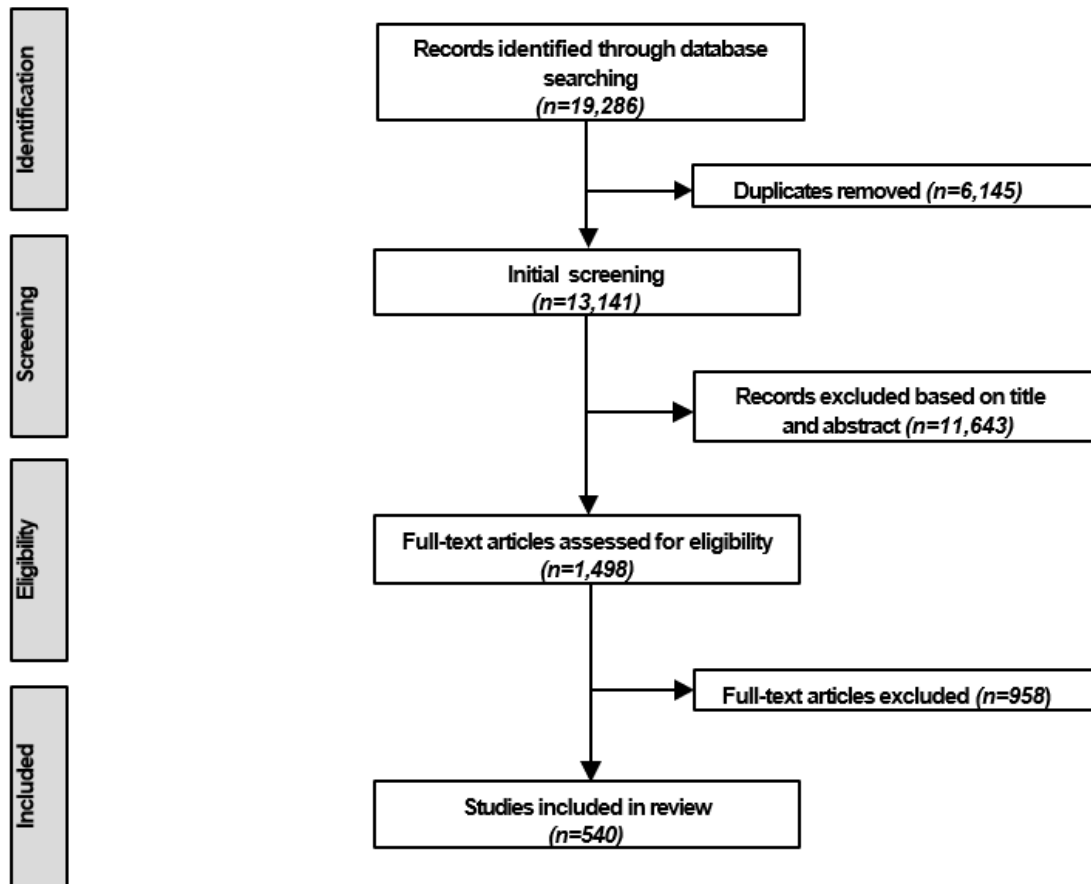 Identification
Records identified through database
searching
(n=19,286)
Duplicates removed (n=6,145)
Screening
Initial screening
(n=13,141)
Records excluded based on title
and abstract (n=11,643)
Eligibility
Full-text articles assessed for eligibility
(n=1,498)
Full-text articles excluded (n=958)
Included
Studies included in review
(n=540)